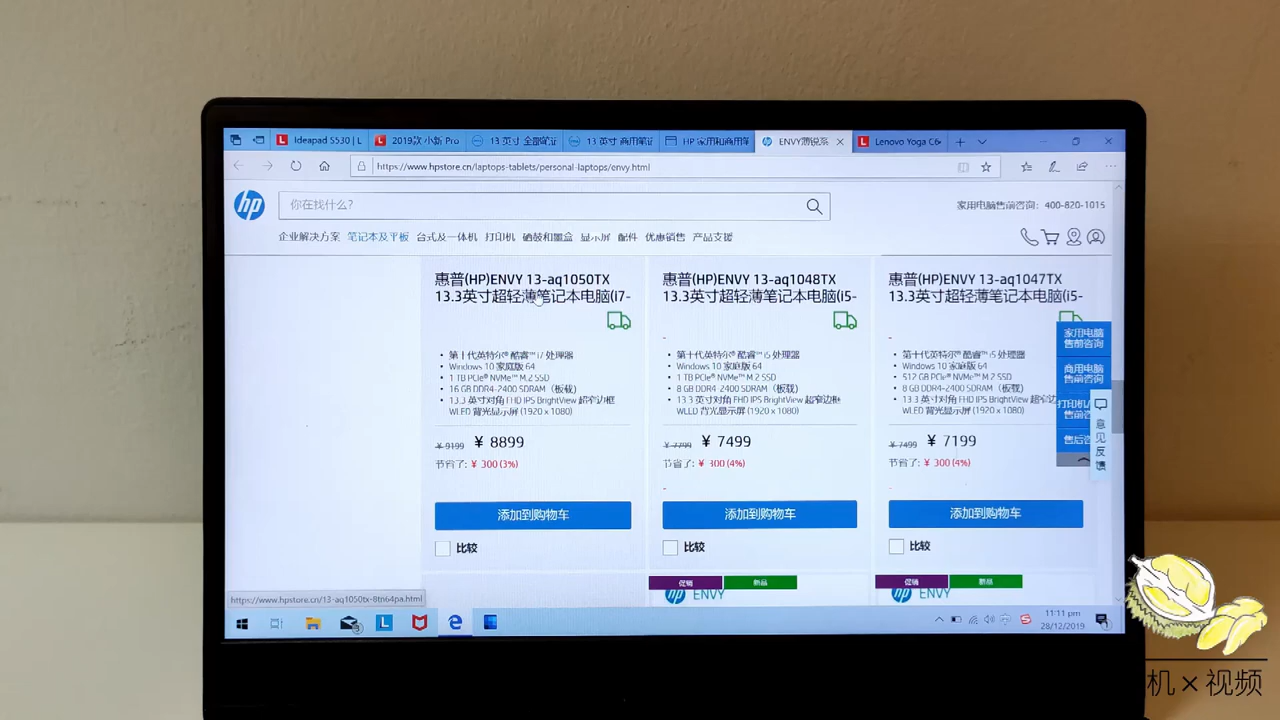 Ideapad S530 | L
2019款 小新 Pro
13 英寸 全部笔记
13 英寸 商用笔记
HP 家用和商用笔
ENVY薄锐系
Lenovo Yoga C6
https://www.hpstore.cn/laptops-tablets/personal-laptops/envy.html
hp
你在找什么?
家用电脑售前咨询: 400-820-1015
企业解决方案 笔记本及平板 台式及一体机 打印机 硒鼓和墨盒 显示屏 配件 优惠销售 产品支援
惠普(HP)ENVY 13-aq1050TX
13.3英寸超轻薄笔记本电脑(i7-
第十代英特尔® 酷睿™ i7 处理器
Windows 10 家庭版 64
1 TB PCIe® NVMe™ M.2 SSD
16 GB DDR4-2400 SDRAM（板载)
13.3 英寸对角 FHD IPS BrightView 超窄边框
WLED 背光显示屏 (1920 x 1080)
¥ 9199 ¥ 8899
节省了: ¥ 300 (3%)
添加到购物车
比较
惠普(HP)ENVY 13-aq1048TX
13.3英寸超轻薄笔记本电脑(i5-
-
第十代英特尔® 酷睿™ i5 处理器
Windows 10 家庭版 64
1 TB PCIe® NVMe™ M.2 SSD
8 GB DDR4-2400 SDRAM（板载)
13.3 英寸对角 FHD IPS BrightView 超窄边框
WLED 背光显示屏 (1920 x 1080)
¥ 7799 ¥ 7499
节省了: ¥ 300 (4%)
-
添加到购物车
比较
惠普(HP)ENVY 13-aq1047TX
13.3英寸超轻薄笔记本电脑(i5-
-
第十代英特尔® 酷睿™ i5 处理器
Windows 10 家庭版 64
512 GB PCIe® NVMe™ M.2 SSD
8 GB DDR4-2400 SDRAM（板载)
13.3 英寸对角 FHD IPS BrightView 超窄边
WLED 背光显示屏 (1920 x 1080)
¥ 7499 ¥ 7199
节省了: ¥ 300 (4%)
添加到购物车
比较
家用电脑
售前咨询
商用电脑
售前咨询
打印机/
售前咨
售后咨
意见反馈
促销 新品
hp ENVY
促销 新品
hp ENVY
https://www.hpstore.cn/13-aq1050tx-8tn64pa.html
11:11 pm
28/12/2019
机×视频